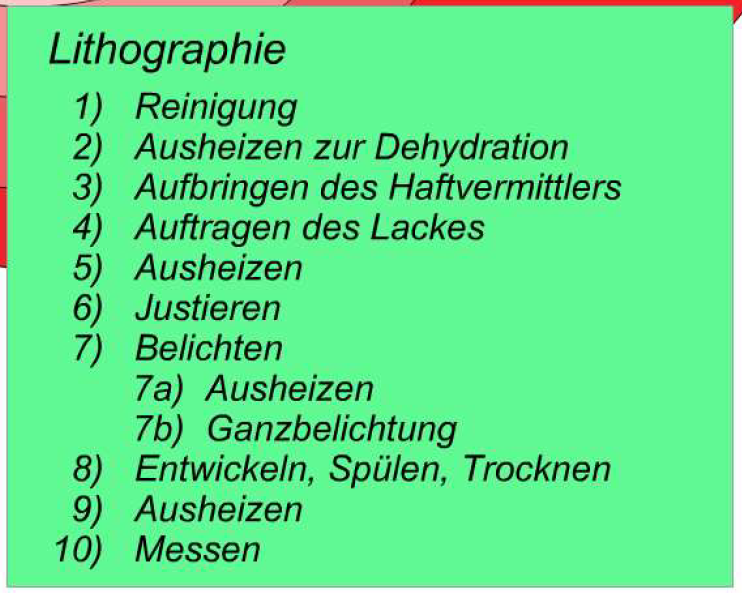 Lithographie
1) Reinigung
2) Ausheizen zur Dehydration
3) Aufbringen des Haftvermittlers
4) Auftragen des Lackes
5) Ausheizen
6) Justieren
7) Belichten
7a) Ausheizen
7b) Ganzbelichtung
8) Entwickeln, Spülen, Trocknen
9) Ausheizen
10) Messen